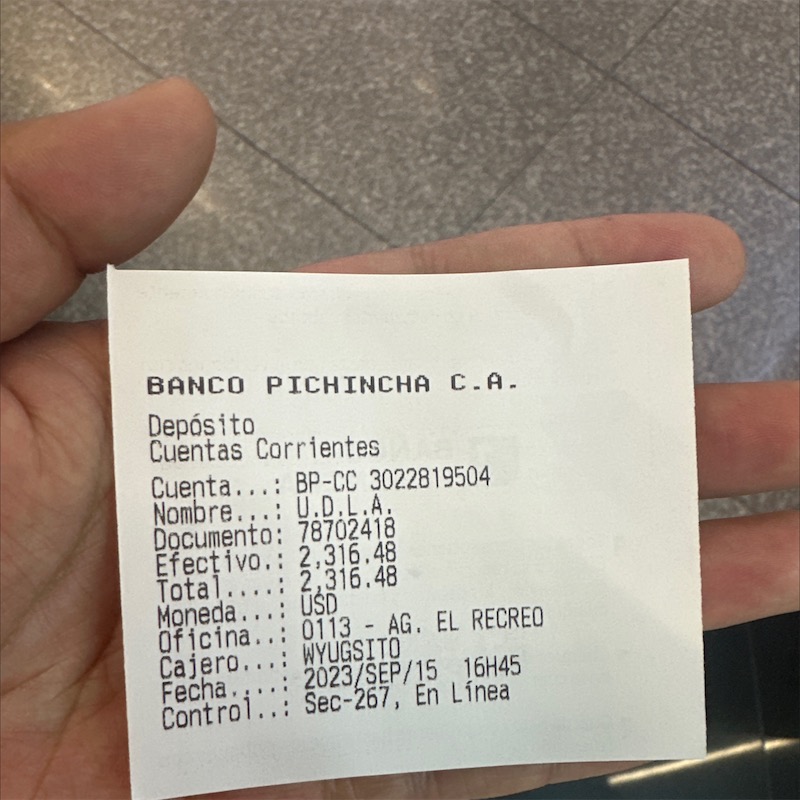 BANCO PICHINCHA C.A.
Depósito
Cuentas Corrientes
Cuenta...: BP-CC 3022819504
Nombre...: U.D.L.A.
Documento: 78702418
Efectivo.: 2,316.48
Total....: 2,316.48
Moneda...: USD
Oficina..: 0113 - AG. EL RECREO
Cajero...: WYUGSITO
Fecha....: 2023/SEP/15 16H45
Control..: Sec-267, En Línea